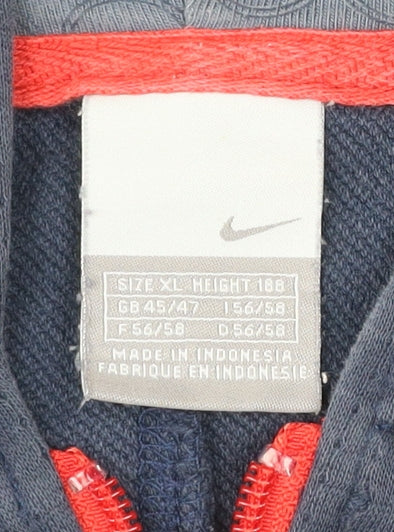 SIZE XL HEIGHT 188
GB 45/47 I.56/58
F.56/58 D.56/58
MADE IN INDONESIA
FABRIQUE EN INDONESIE